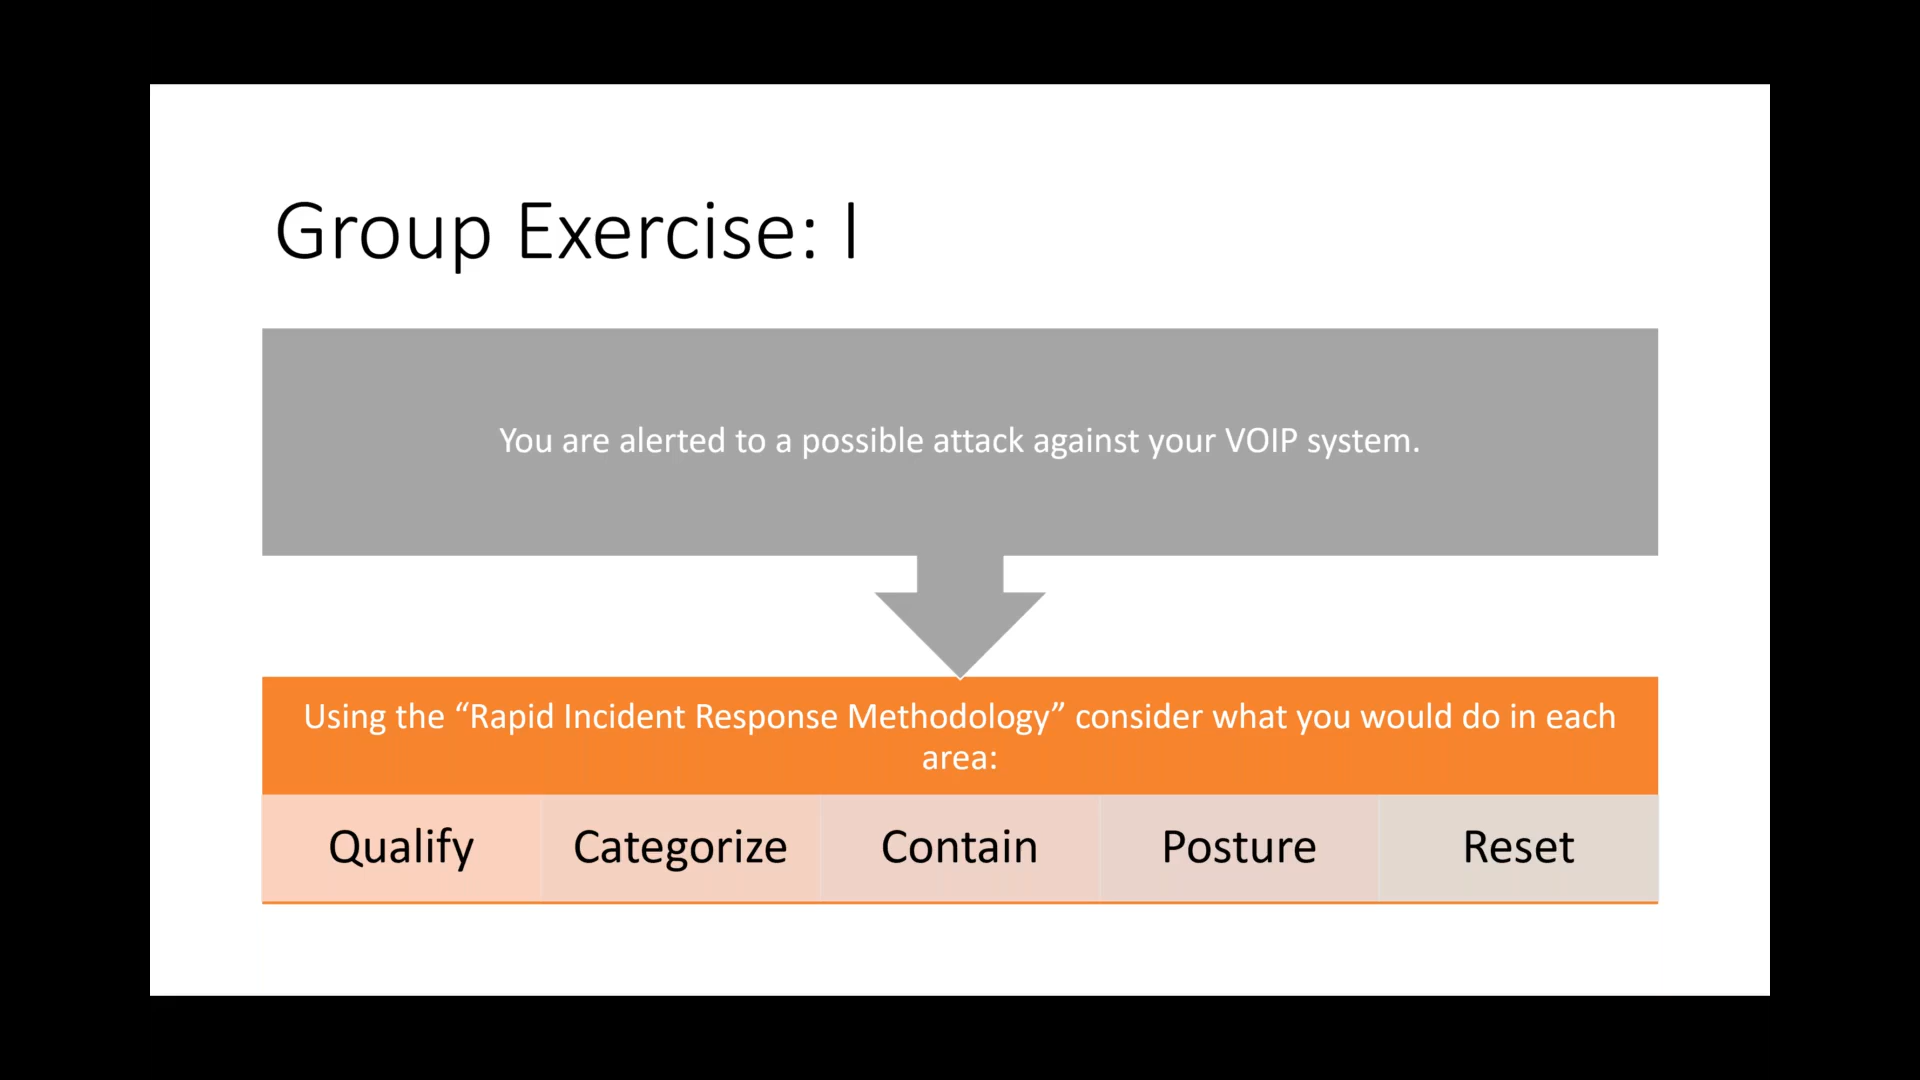 Group Exercise: I
You are alerted to a possible attack against your VOIP system.
Using the “Rapid Incident Response Methodology” consider what you would do in each
area:
Qualify
Categorize
Contain
Posture
Reset